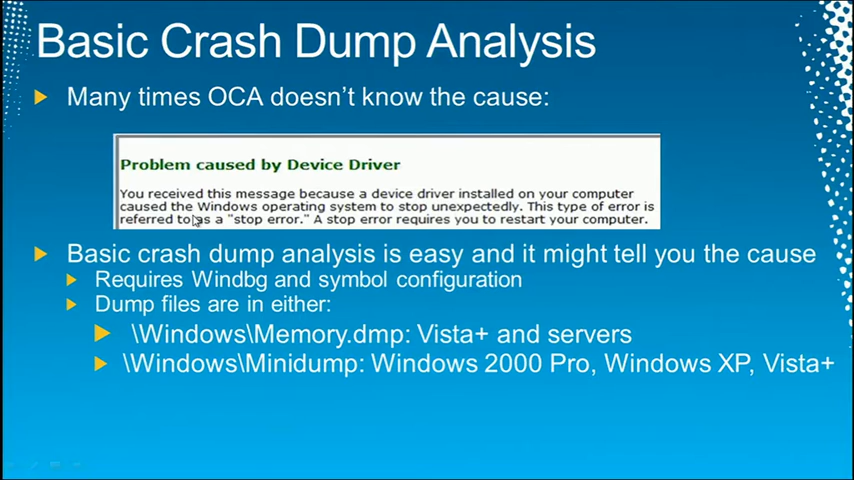 Basic Crash Dump Analysis
Many times OCA doesn't know the cause:
Problem caused by Device Driver
You received this message because a device driver installed on your computer
caused the Windows operating system to stop unexpectedly. This type of error is
referred to as a "stop error." A stop error requires you to restart your computer.
Basic crash dump analysis is easy and it might tell you the cause
Requires Windbg and symbol configuration
Dump files are in either:
\Windows\Memory.dmp: Vista+ and servers
\Windows\Minidump: Windows 2000 Pro, Windows XP, Vista+